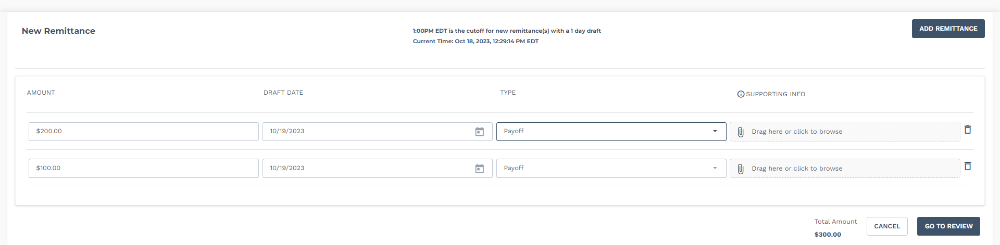 New Remittance
1:00PM EDT is the cutoff for new remittance(s) with a 1 day draft
Current Time: Oct 18, 2023, 12:29:14 PM EDT
ADD REMITTANCE
AMOUNT DRAFT DATE TYPE SUPPORTING INFO
$200.00 10/19/2023 Payoff Drag here or click to browse
$100.00 10/19/2023 Payoff Drag here or click to browse
Total Amount
$300.00
CANCEL
GO TO REVIEW